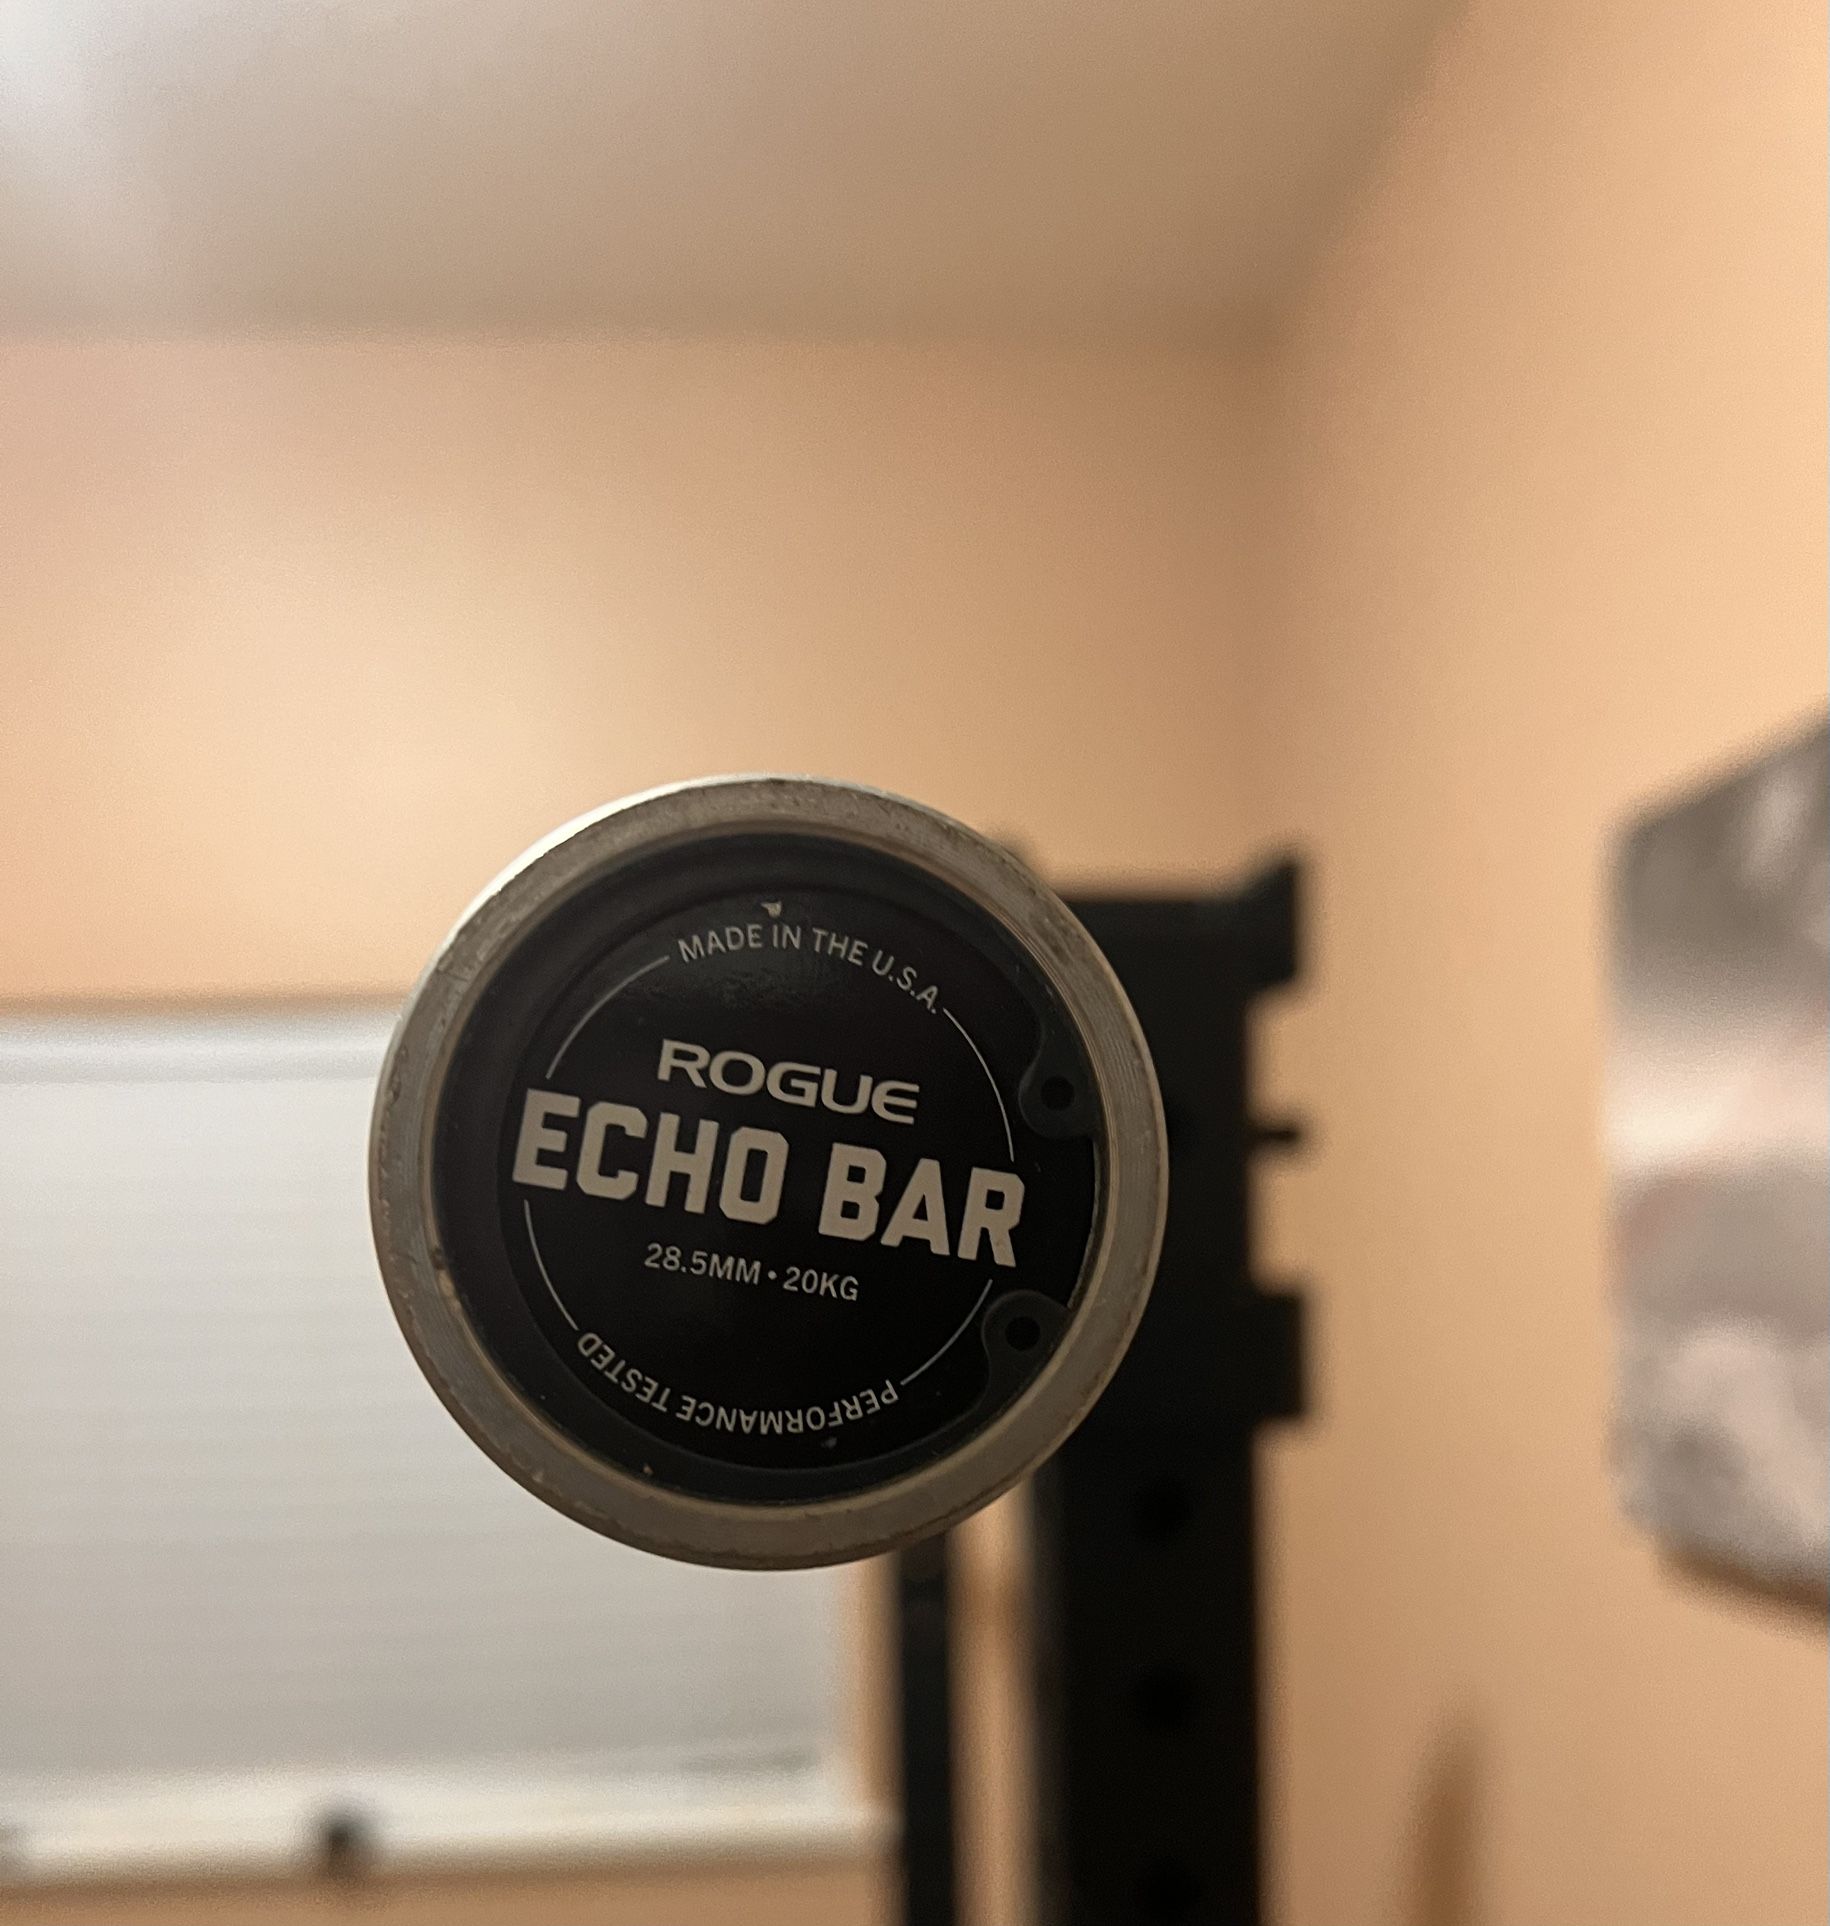 MADE IN THE U.S.A.
ROGUE
ECHO BAR
28.5MM • 20KG
PERFORMANCE TESTED